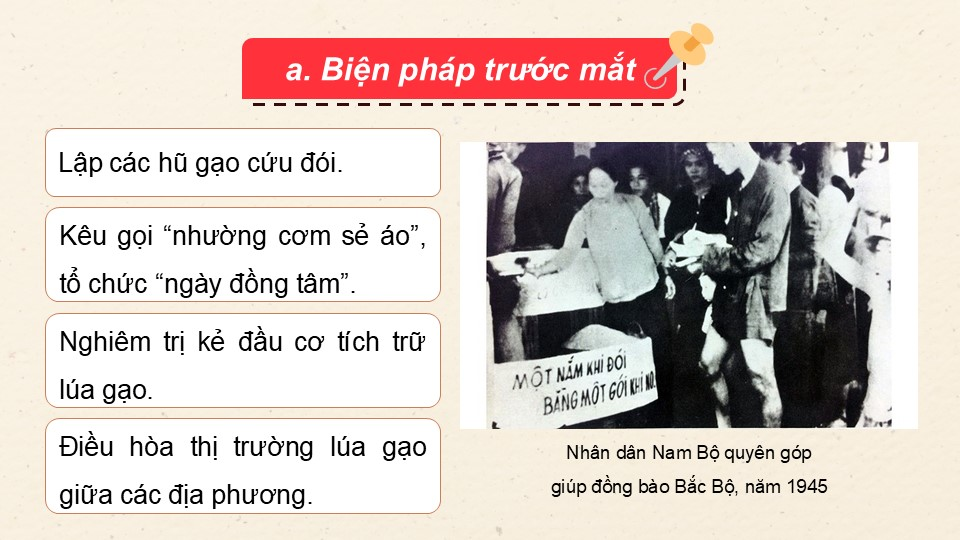 a. Biện pháp trước mắt
Lập các hũ gạo cứu đói.
Kêu gọi “nhường cơm sẻ áo”,
tổ chức “ngày đồng tâm”.
Nghiêm trị kẻ đầu cơ tích trữ
lúa gạo.
Điều hòa thị trường lúa gạo
giữa các địa phương.
MỘT NẮM KHI ĐÓI
BẰNG MỘT GÓI KHI NO.
Nhân dân Nam Bộ quyên góp
giúp đồng bào Bắc Bộ, năm 1945